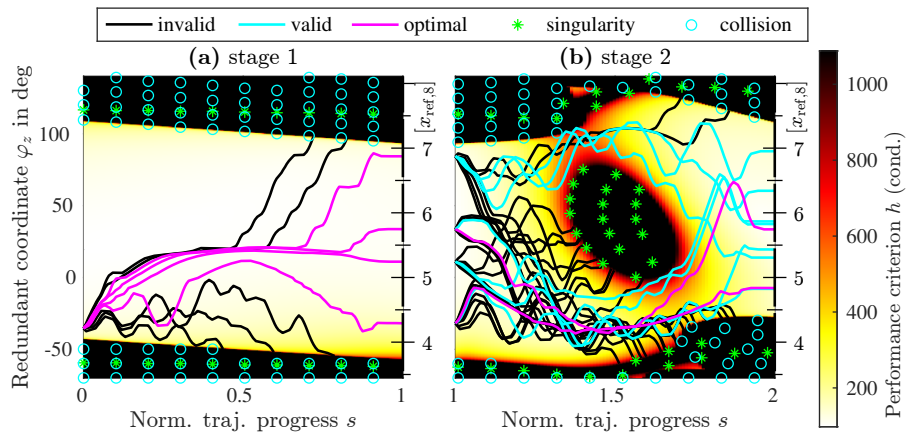 invalid valid optimal singularity collision
(a) stage 1 (b) stage 2
Redundant coordinate φz in deg
100
50
0
-50
0 0.5 1
Norm. traj. progress s
[xref,8]
7
6
5
4
1 1.5 2
Norm. traj. progress s
[xref,8]
7
6
5
4
1000
800
600
400
200
Performance criterion h (cond.)